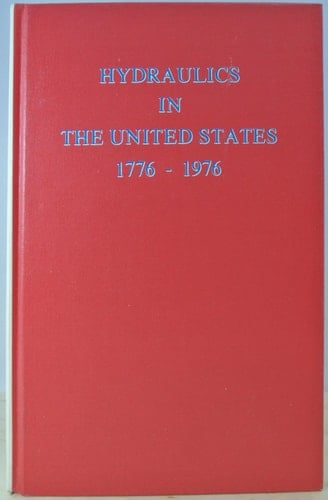 HYDRAULICS
IN
THE UNITED STATES
1776 - 1976